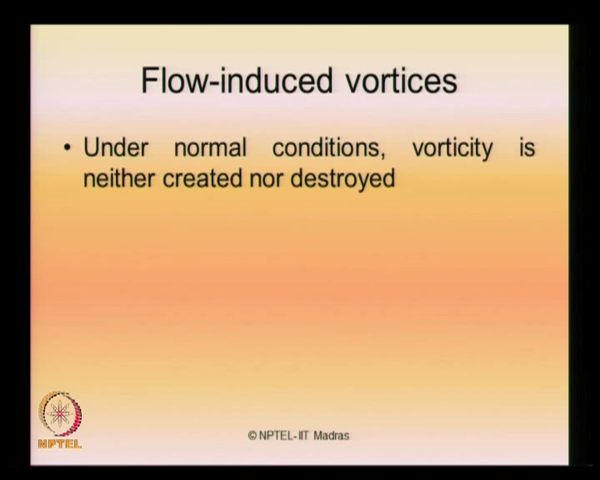 Flow-induced vortices
• Under normal conditions, vorticity is
neither created nor destroyed
NPTEL
© NPTEL-IIT Madras